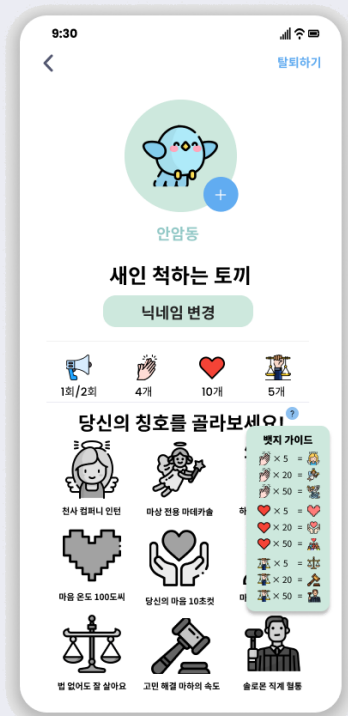 9:30
탈퇴하기
안암동
새인 척하는 토끼
닉네임 변경
1회/2회 4개 10개 5개
당신의 칭호를 골라보세요!
?
뱃지 가이드
× 5 =
× 20 =
× 50 =
× 5 =
× 20 =
× 50 =
× 5 =
× 20 =
× 50 =
천사 컴퍼니 인턴 마상 전용 마데카솔 하
마음 온도 100도씨 당신의 마음 10초컷 마
법 없어도 잘 살아요 고민 해결 마하의 속도 솔로몬 직계 혈통